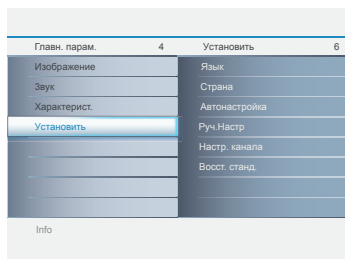 Главн. парам. 4
Изображение
Звук
Характерист.
Установить
Установить 6
Язык
Страна
Автонастройка
Руч.Настр
Настр. канала
Восст. станд.
Info